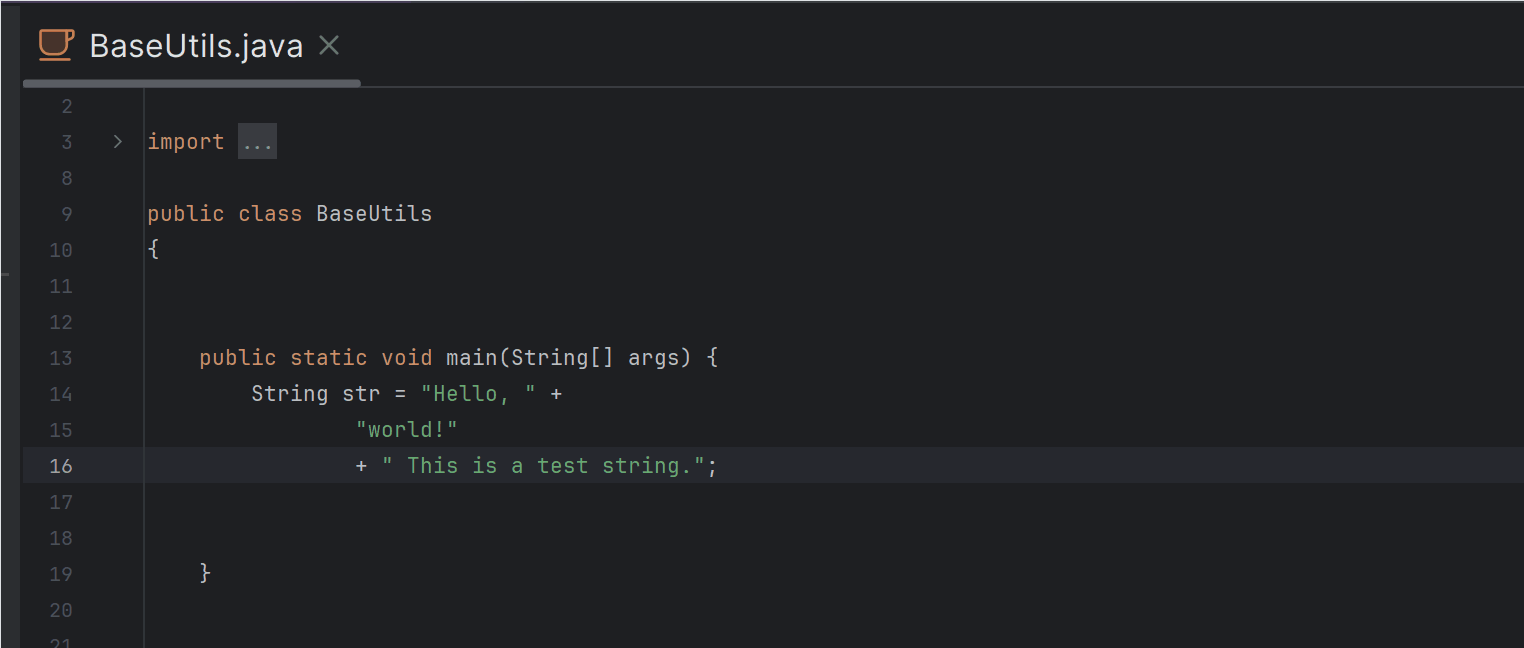 BaseUtils.java
2
3 import ...
8
9 public class BaseUtils
10 {
11
12
13 public static void main(String[] args) {
14 String str = "Hello, " +
15 "world!"
16 + " This is a test string.";
17
18
19 }
20
21